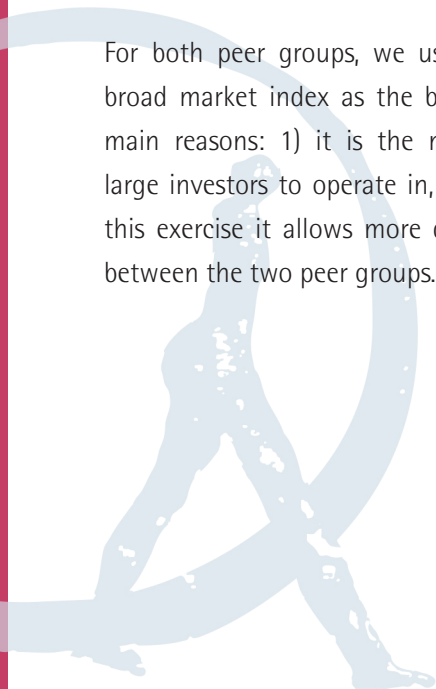 For both peer groups, we us
broad market index as the b
main reasons: 1) it is the
large investors to operate in,
this exercise it allows more
between the two peer groups.